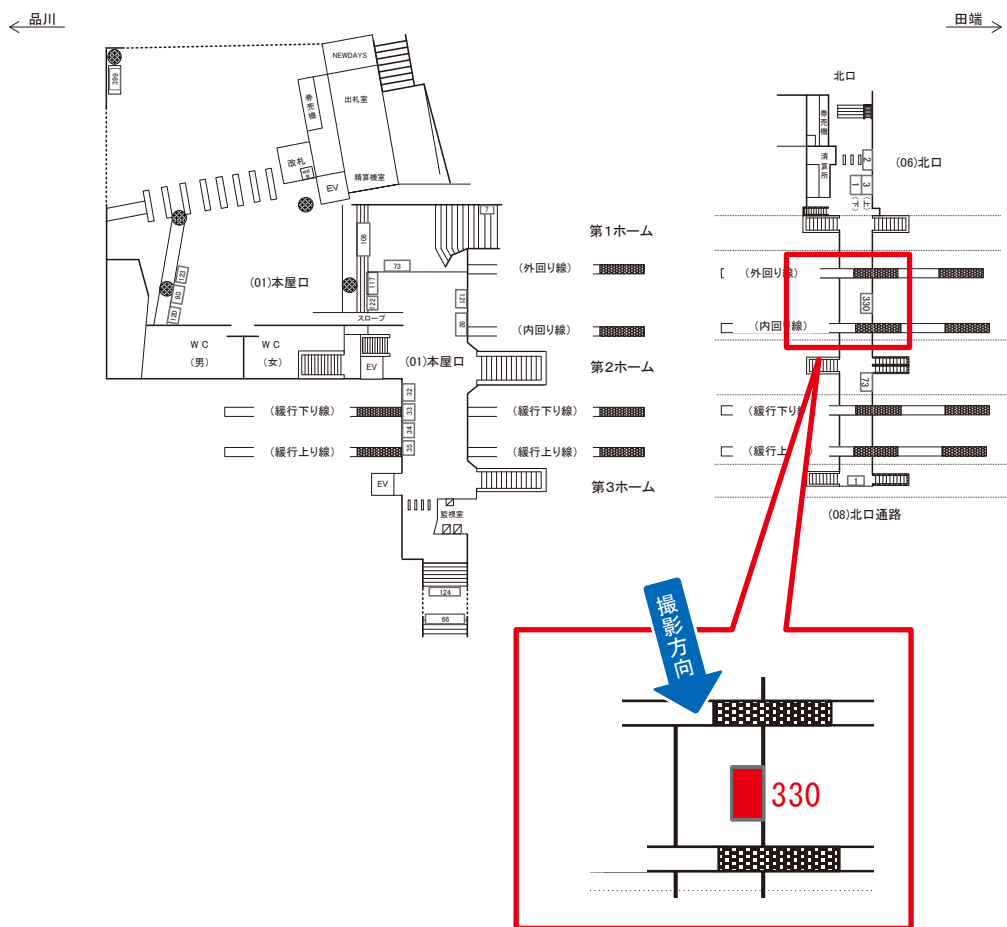 品川
田端
399
NEWDAYS
出札室
券売機
改札
精算機室
EV
7
106
73
117
122
スロープ
123
90
120
(01)本屋口
121
92
WC
(男)
WC
(女)
EV
(01)本屋口
32
33
34
35
(緩行下り線)
(緩行上り線)
EV
監視室
124
66
第1ホーム
(外回り線)
(内回り線)
第2ホーム
(緩行下り線)
(緩行上り線)
第3ホーム
北口
券売機
清算所
2
(06)北口
1
3
(下)
(上)
(外回り線)
330
(内回り線)
73
(緩行下り線)
(緩行上
1
(08)北口通路
撮影方向
330